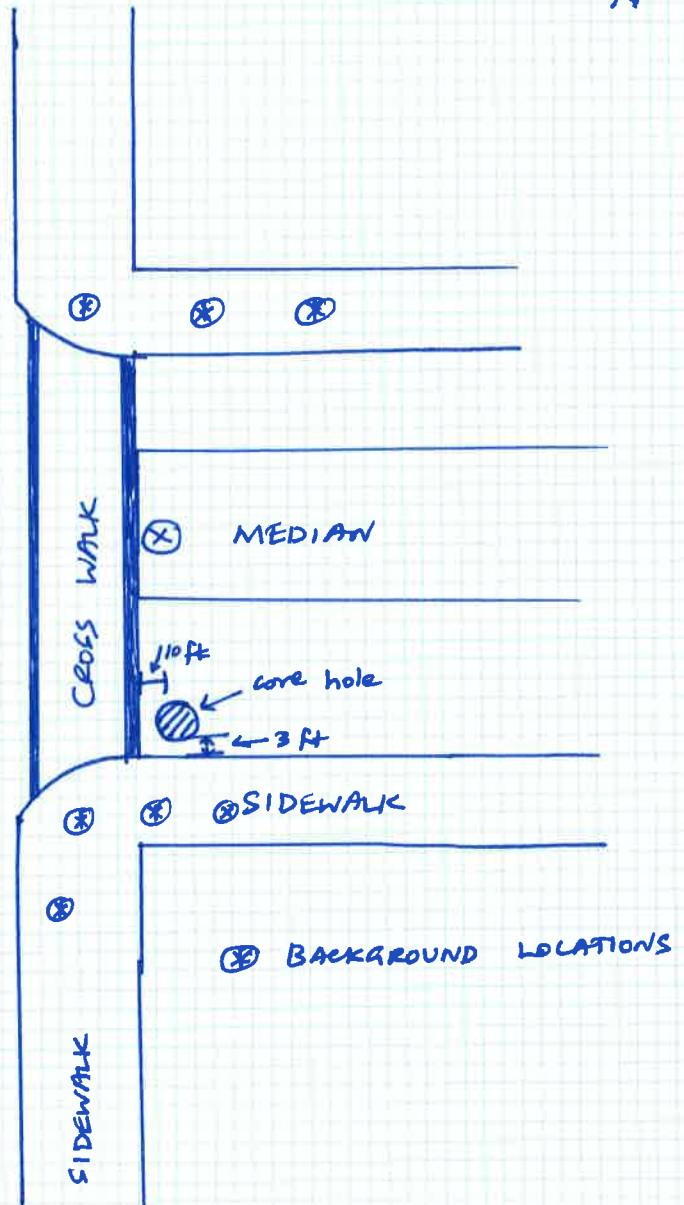 MEDIAN
CROSS WALK
10 ft
core hole
3 ft
SIDEWALK
BACKGROUND LOCATIONS
SIDEWALK